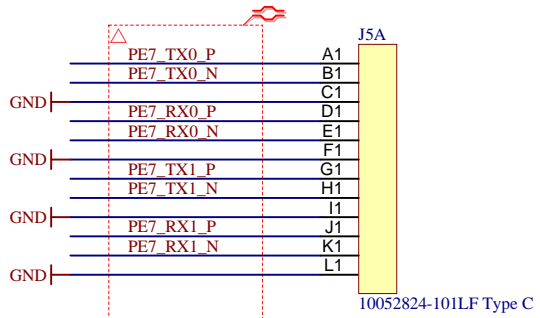 J5A
PE7_TX0_P A1
PE7_TX0_N B1
GND C1
PE7_RX0_P D1
PE7_RX0_N E1
GND F1
PE7_TX1_P G1
PE7_TX1_N H1
GND I1
PE7_RX1_P J1
PE7_RX1_N K1
GND L1
10052824-101LF Type C